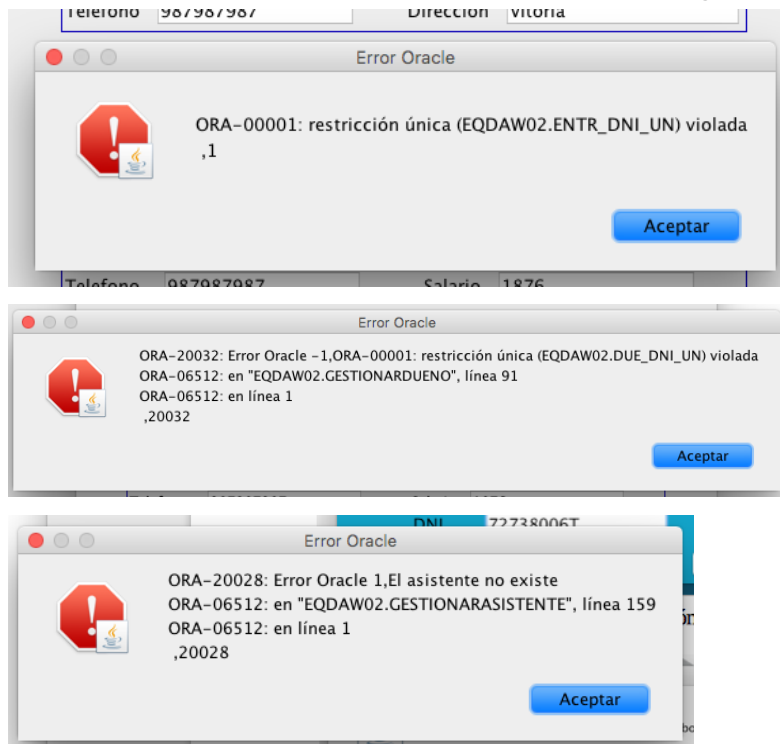 Telefono 987987987 Dirección Vitoria
Error Oracle
ORA-00001: restricción única (EQDAW02.ENTR_DNI_UN) violada
,1
Aceptar
Telefono 987987987 Salario 1876
Error Oracle
ORA-20032: Error Oracle -1,ORA-00001: restricción única (EQDAW02.DUE_DNI_UN) violada
ORA-06512: en "EQDAW02.GESTIONARDUENO", línea 91
ORA-06512: en línea 1
,20032
Aceptar
DNI 72738006T
Error Oracle
ORA-20028: Error Oracle 1,El asistente no existe
ORA-06512: en "EQDAW02.GESTIONARASISTENTE", línea 159
ORA-06512: en línea 1
,20028
Aceptar